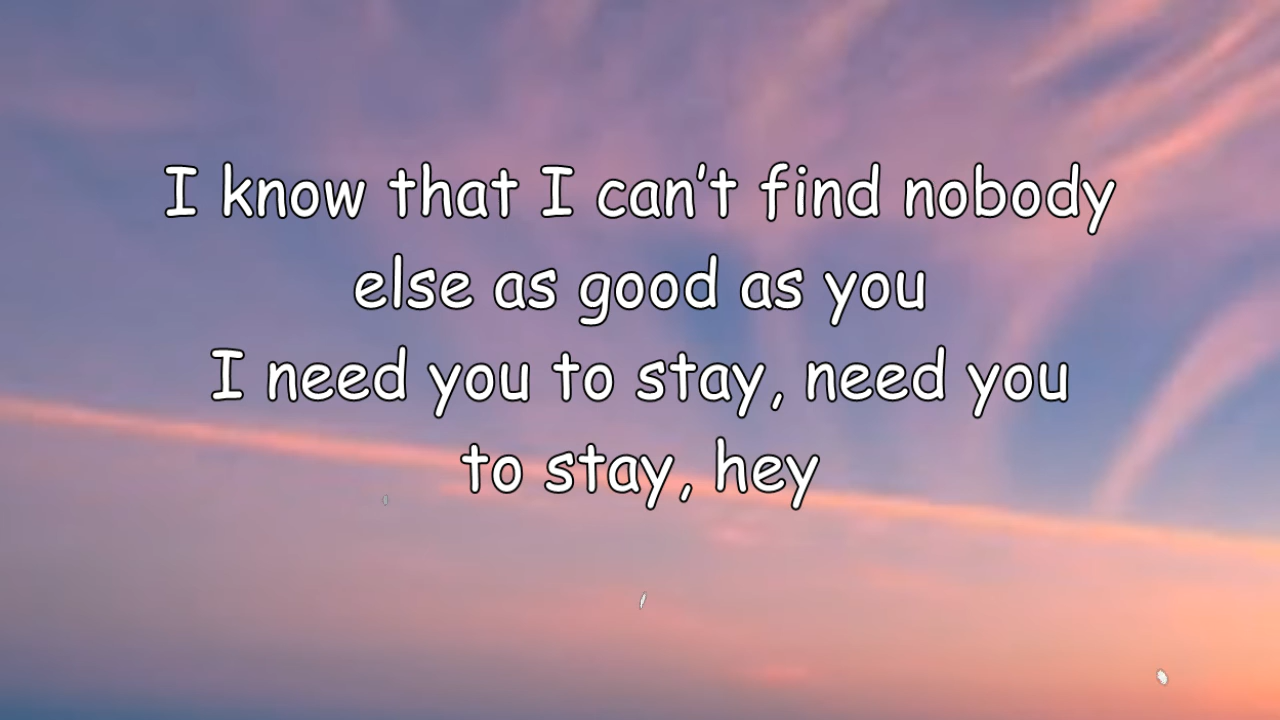 I know that I can't find nobody
else as good as you
I need you to stay, need you
to stay, hey